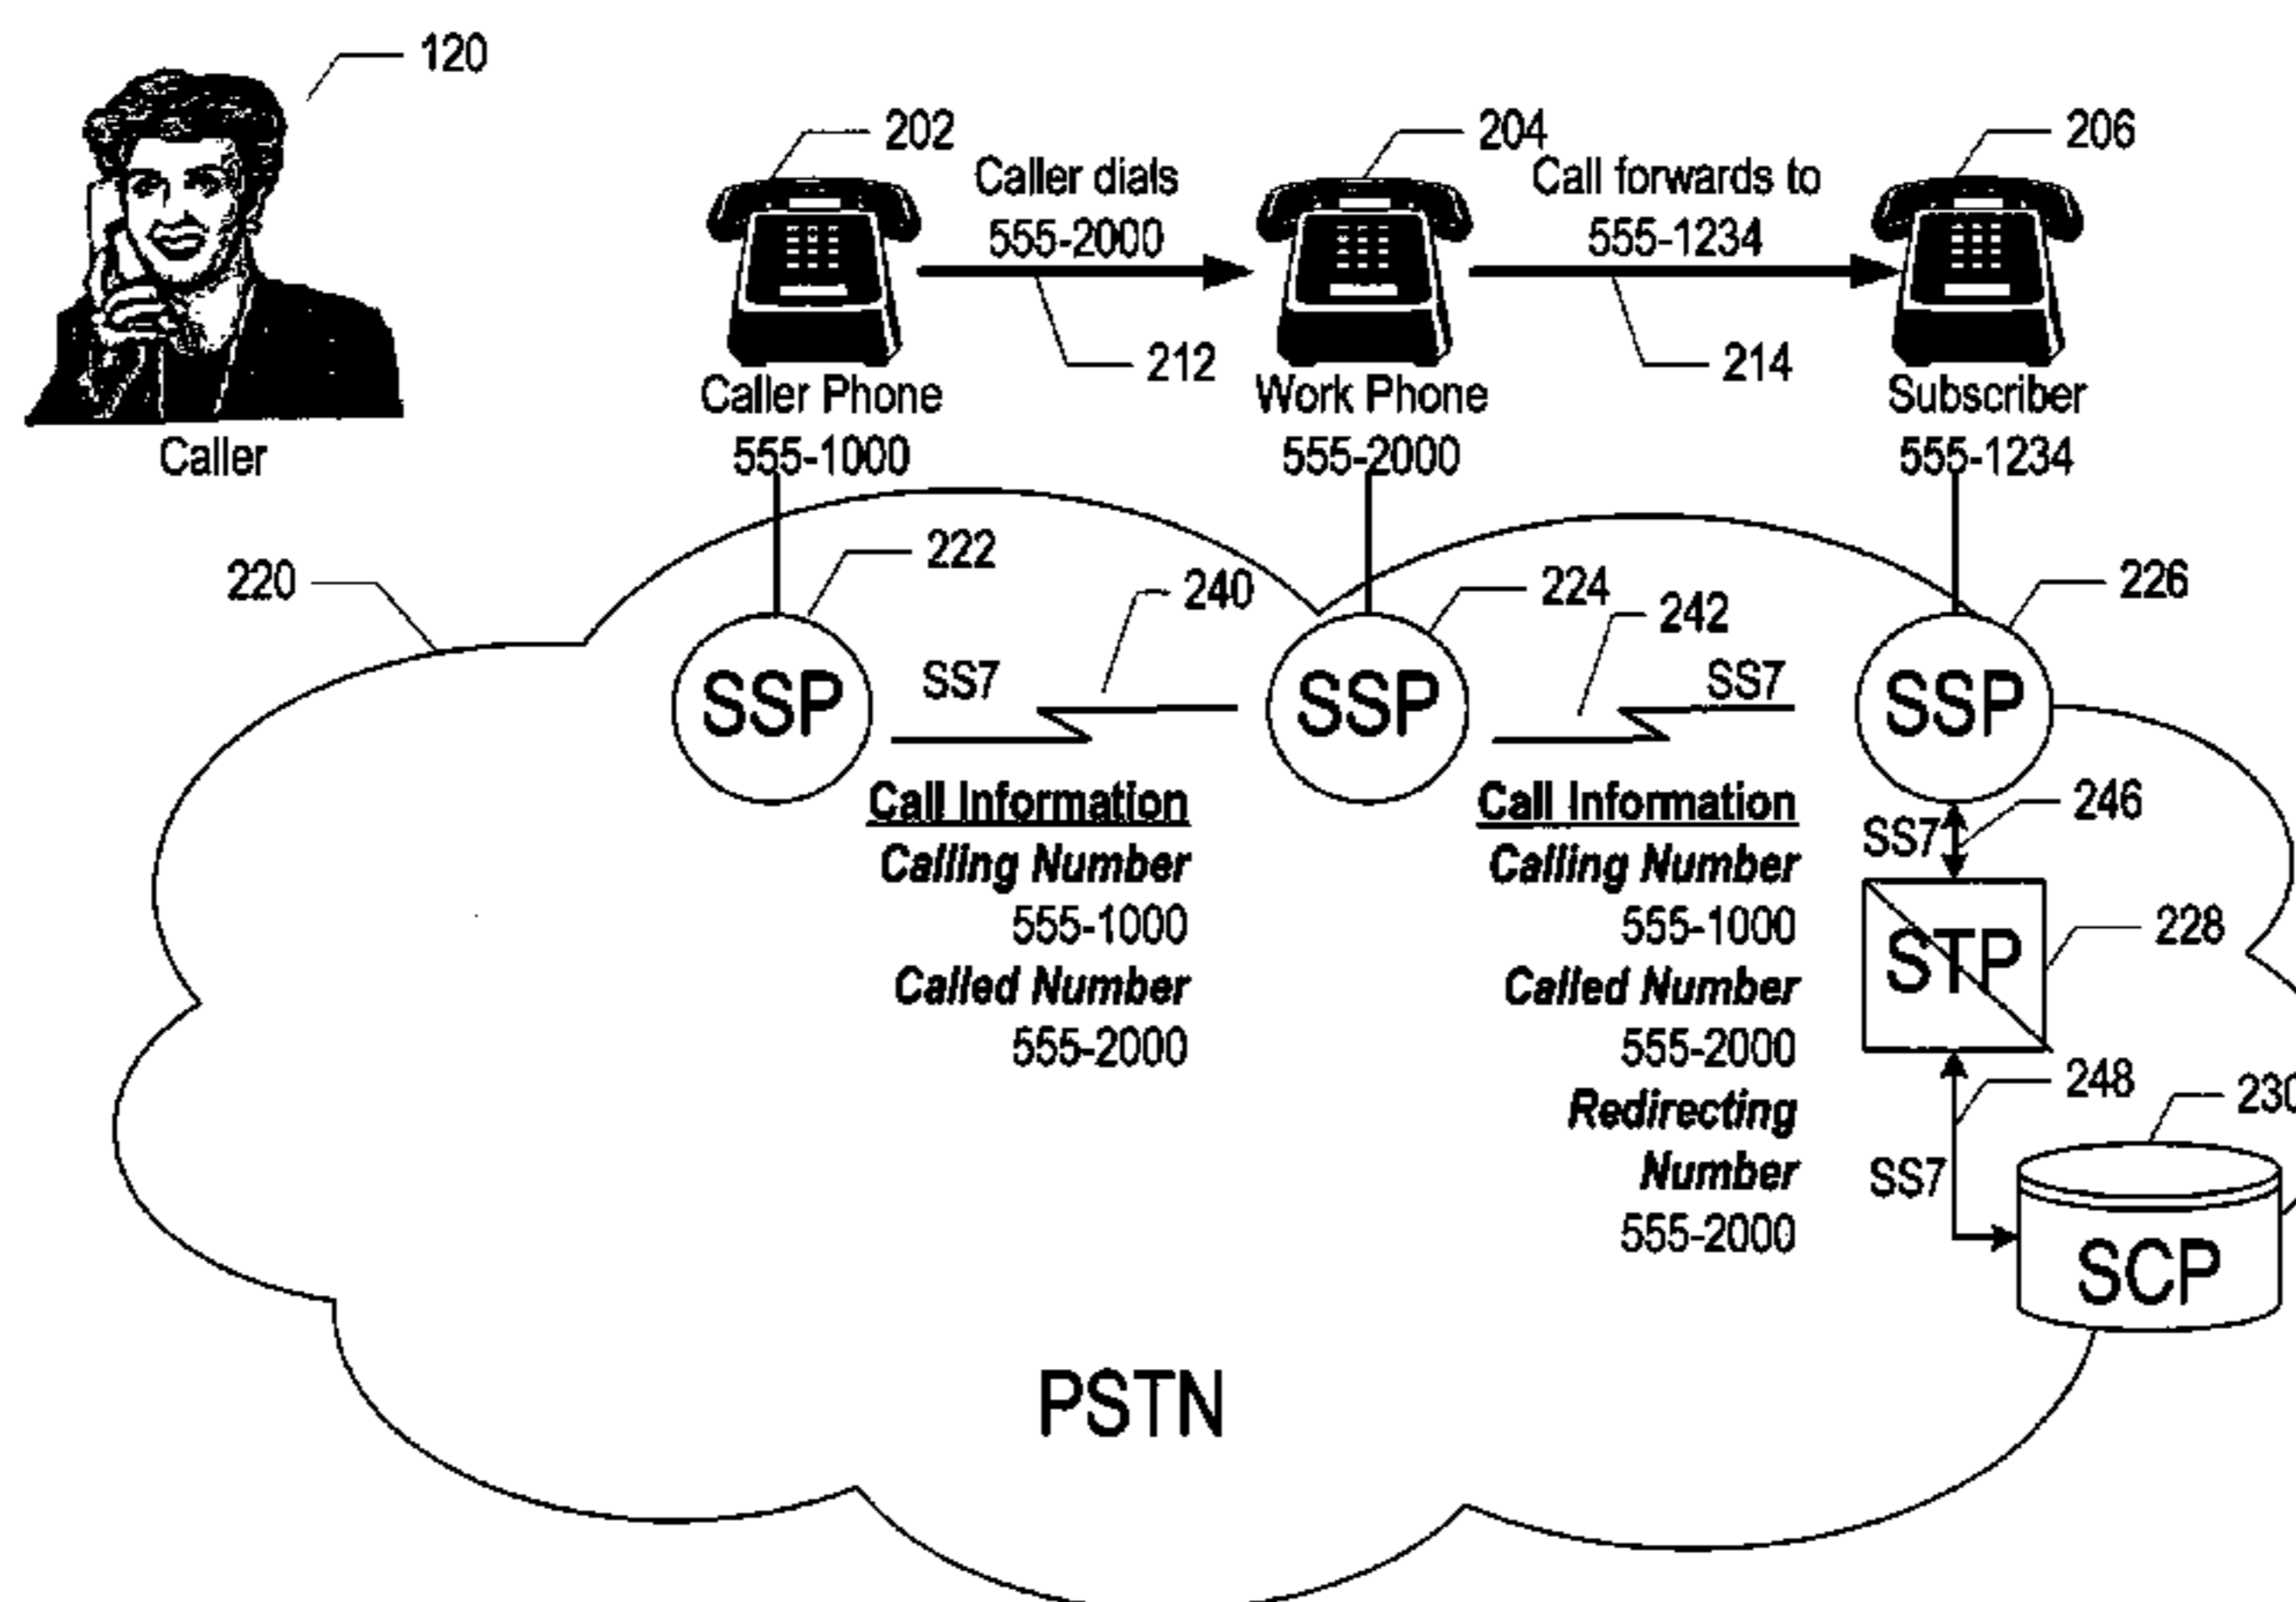 120
202
204
206
Caller dials
555-2000
Call forwards to
555-1234
212
214
Caller Phone
555-1000
Work Phone
555-2000
Subscriber
555-1234
Caller
220
222
240
224
242
226
SSP
SS7
SSP
SS7
SSP
246
SS7
Call Information
Calling Number
555-1000
Called Number
555-2000
Call Information
Calling Number
555-1000
Called Number
555-2000
Redirecting
Number
555-2000
STP
228
248
230
SS7
SCP
PSTN